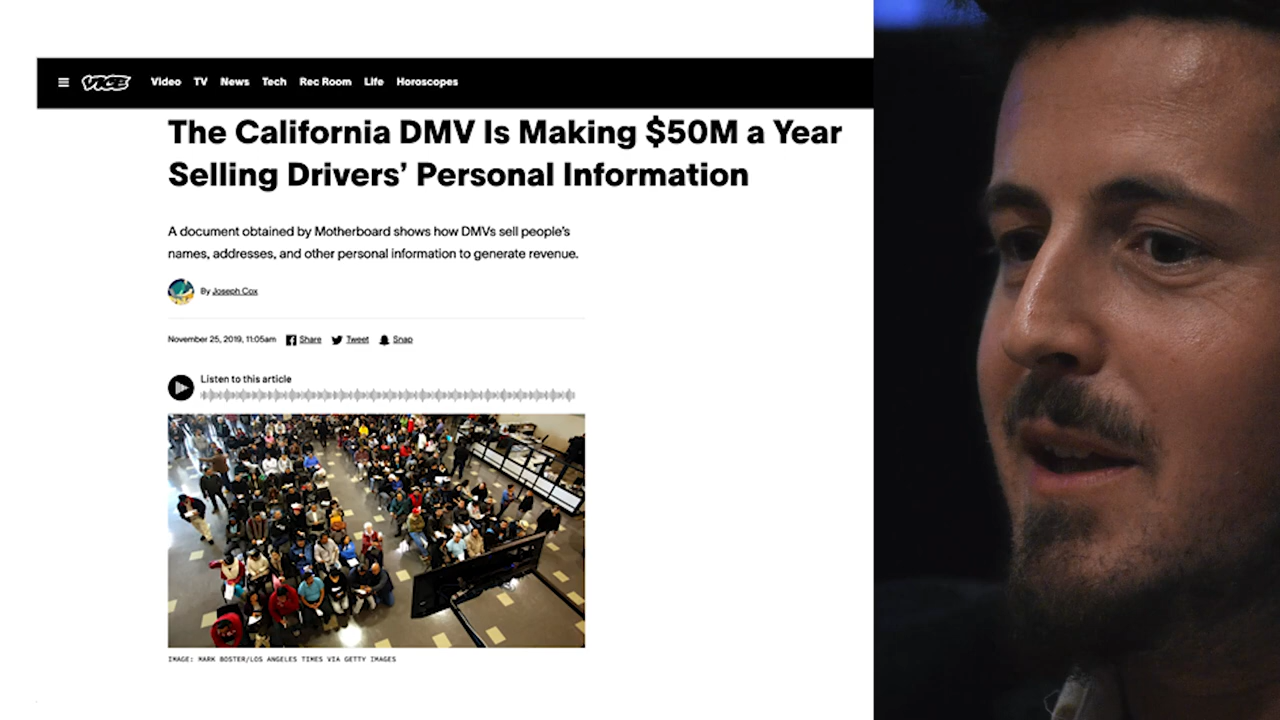 VICE Video TV News Tech Rec Room Life Horoscopes
The California DMV Is Making $50M a Year
Selling Drivers’ Personal Information
A document obtained by Motherboard shows how DMVs sell people’s
names, addresses, and other personal information to generate revenue.
By Joseph Cox
November 25, 2019, 11:05am Share Tweet Snap
Listen to this article
IMAGE: MARK BOSTER/LOS ANGELES TIMES VIA GETTY IMAGES